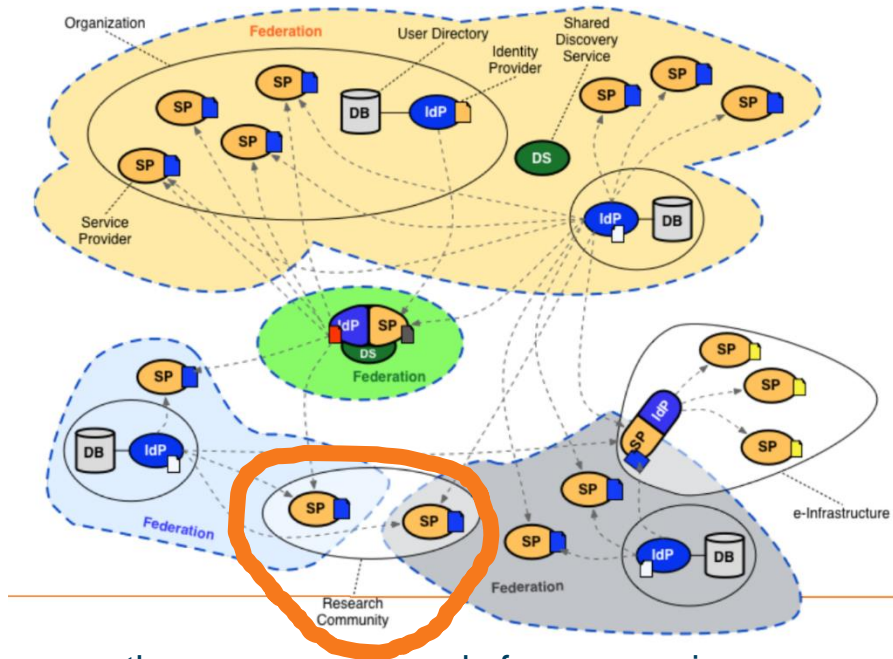 Organization
Federation
User Directory
Shared
Discovery
Service
Identity
Provider
SP
SP
SP
SP
DB
IdP
SP
SP
SP
DS
SP
Service
Provider
IdP
DB
IdP
SP
DS
Federation
SP
SP
SP
SP
IdP
SP
DB
IdP
SP
SP
SP
SP
e-Infrastructure
Federation
IdP
DB
Federation
Research
Community